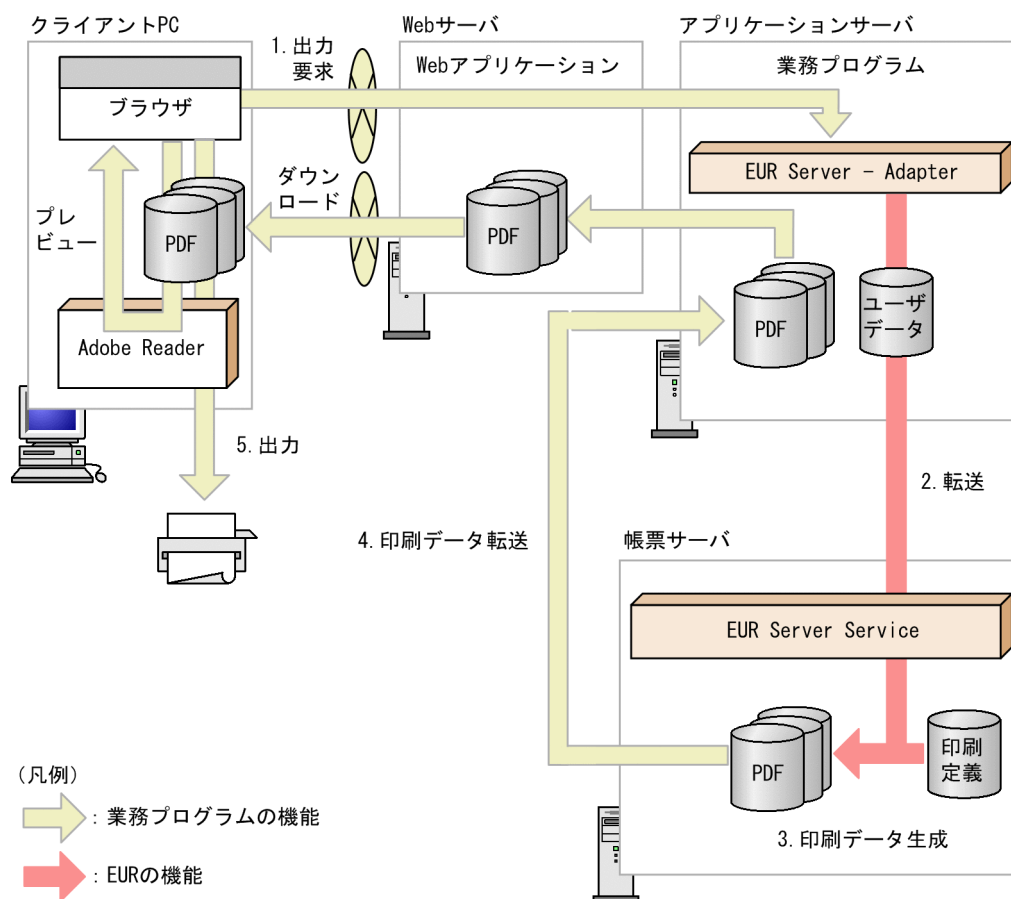 クライアントPC
Webサーバ
アプリケーションサーバ
1.出力
要求
Webアプリケーション
業務プログラム
ブラウザ
EUR Server － Adapter
ダウン
ロード
プレ
ビュー
PDF
PDF
PDF
ユーザ
データ
Adobe Reader
5.出力
2.転送
4.印刷データ転送
帳票サーバ
EUR Server Service
PDF
印刷
定義
3.印刷データ生成
(凡例)
：業務プログラムの機能
：EURの機能